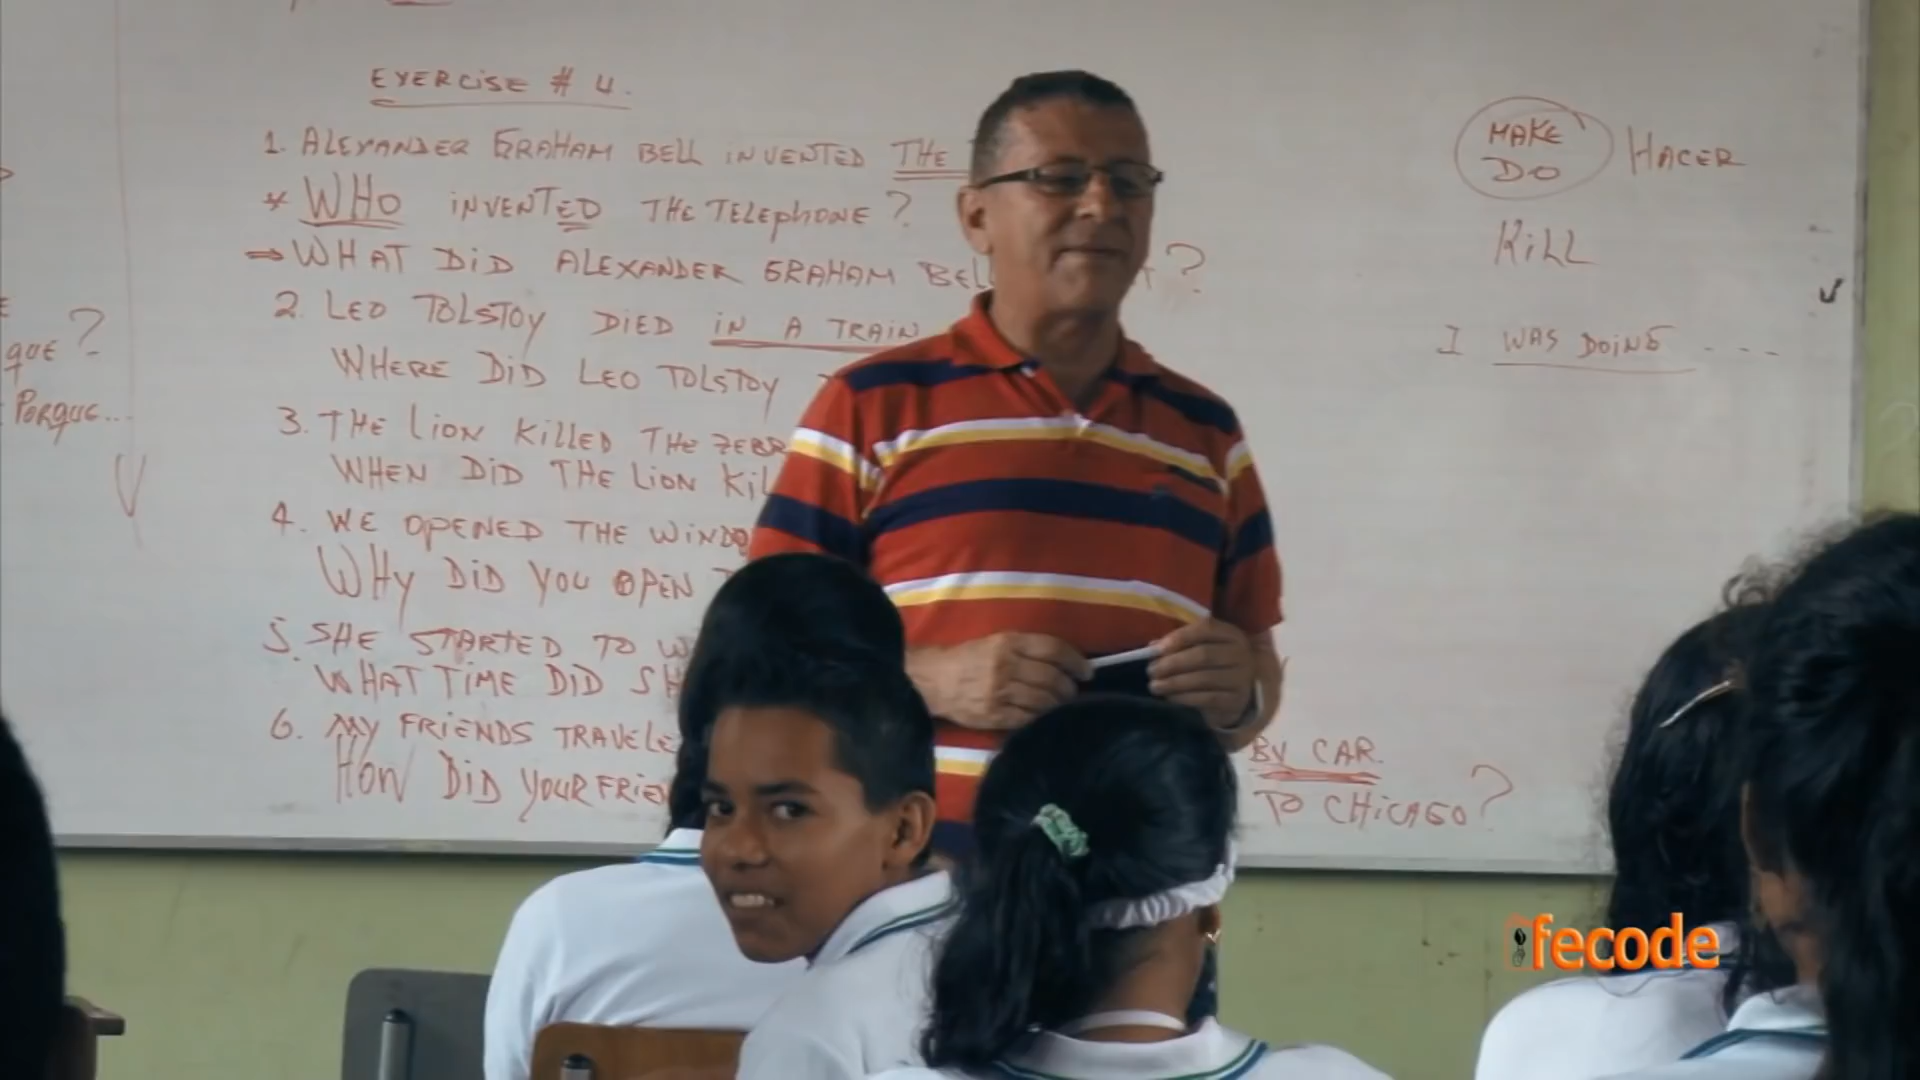 EXERCISE # 4.
1. ALEXANDER GRAHAM BELL INVENTED THE
* WHO INVENTED THE TELEPHONE ?
⇒ WHAT DID ALEXANDER GRAHAM BELL ?
2. LEO TOLSTOY DIED IN A TRAIN
WHERE DID LEO TOLSTOY
3. THE LION KILLED THE ZEBR
WHEN DID THE LION KIL
4. WE OPENED THE WINDO
WHY DID YOU OPEN
5. SHE STARTED TO W
WHAT TIME DID SH
6. MY FRIENDS TRAVELE BY CAR.
HOW DID YOUR FRIEN TO CHICAGO?
que ?
Porque...
MAKE
DO HACER
KILL
I WAS DOING ....
fecode